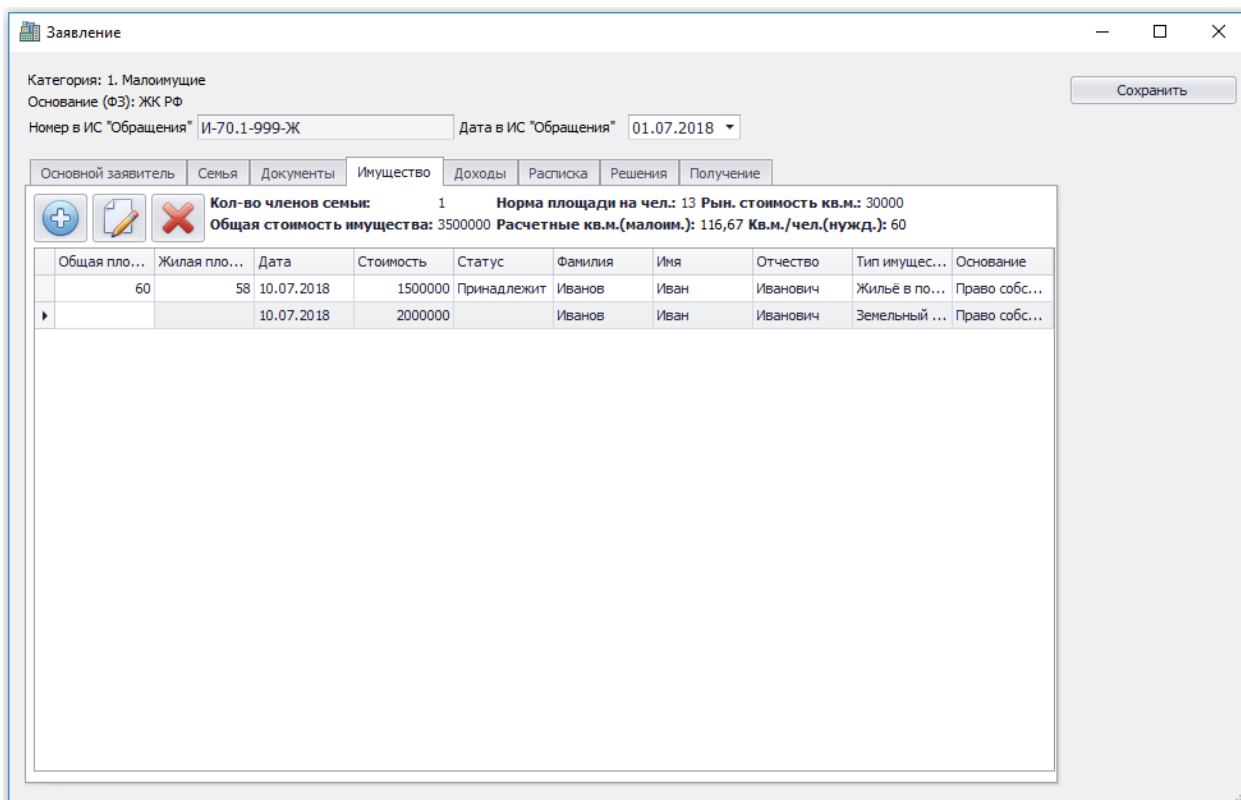 Заявление
Категория: 1. Малоимущие
Сохранить
Основание (ФЗ): ЖК РФ
Номер в ИС "Обращения" И-70.1-999-Ж Дата в ИС "Обращения" 01.07.2018
Основной заявитель Семья Документы Имущество Доходы Расписка Решения Получение
Кол-во членов семьи: 1 Норма площади на чел.: 13 Рын. стоимость кв.м.: 30000
Общая стоимость имущества: 3500000 Расчетные кв.м.(малоим.): 116,67 Кв.м./чел.(нужд.): 60
Общая пло... Жилая пло... Дата Стоимость Статус Фамилия Имя Отчество Тип имущес... Основание
60 58 10.07.2018 1500000 Принадлежит Иванов Иван Иванович Жильё в по... Право собс...
10.07.2018 2000000 Иванов Иван Иванович Земельный ... Право собс...